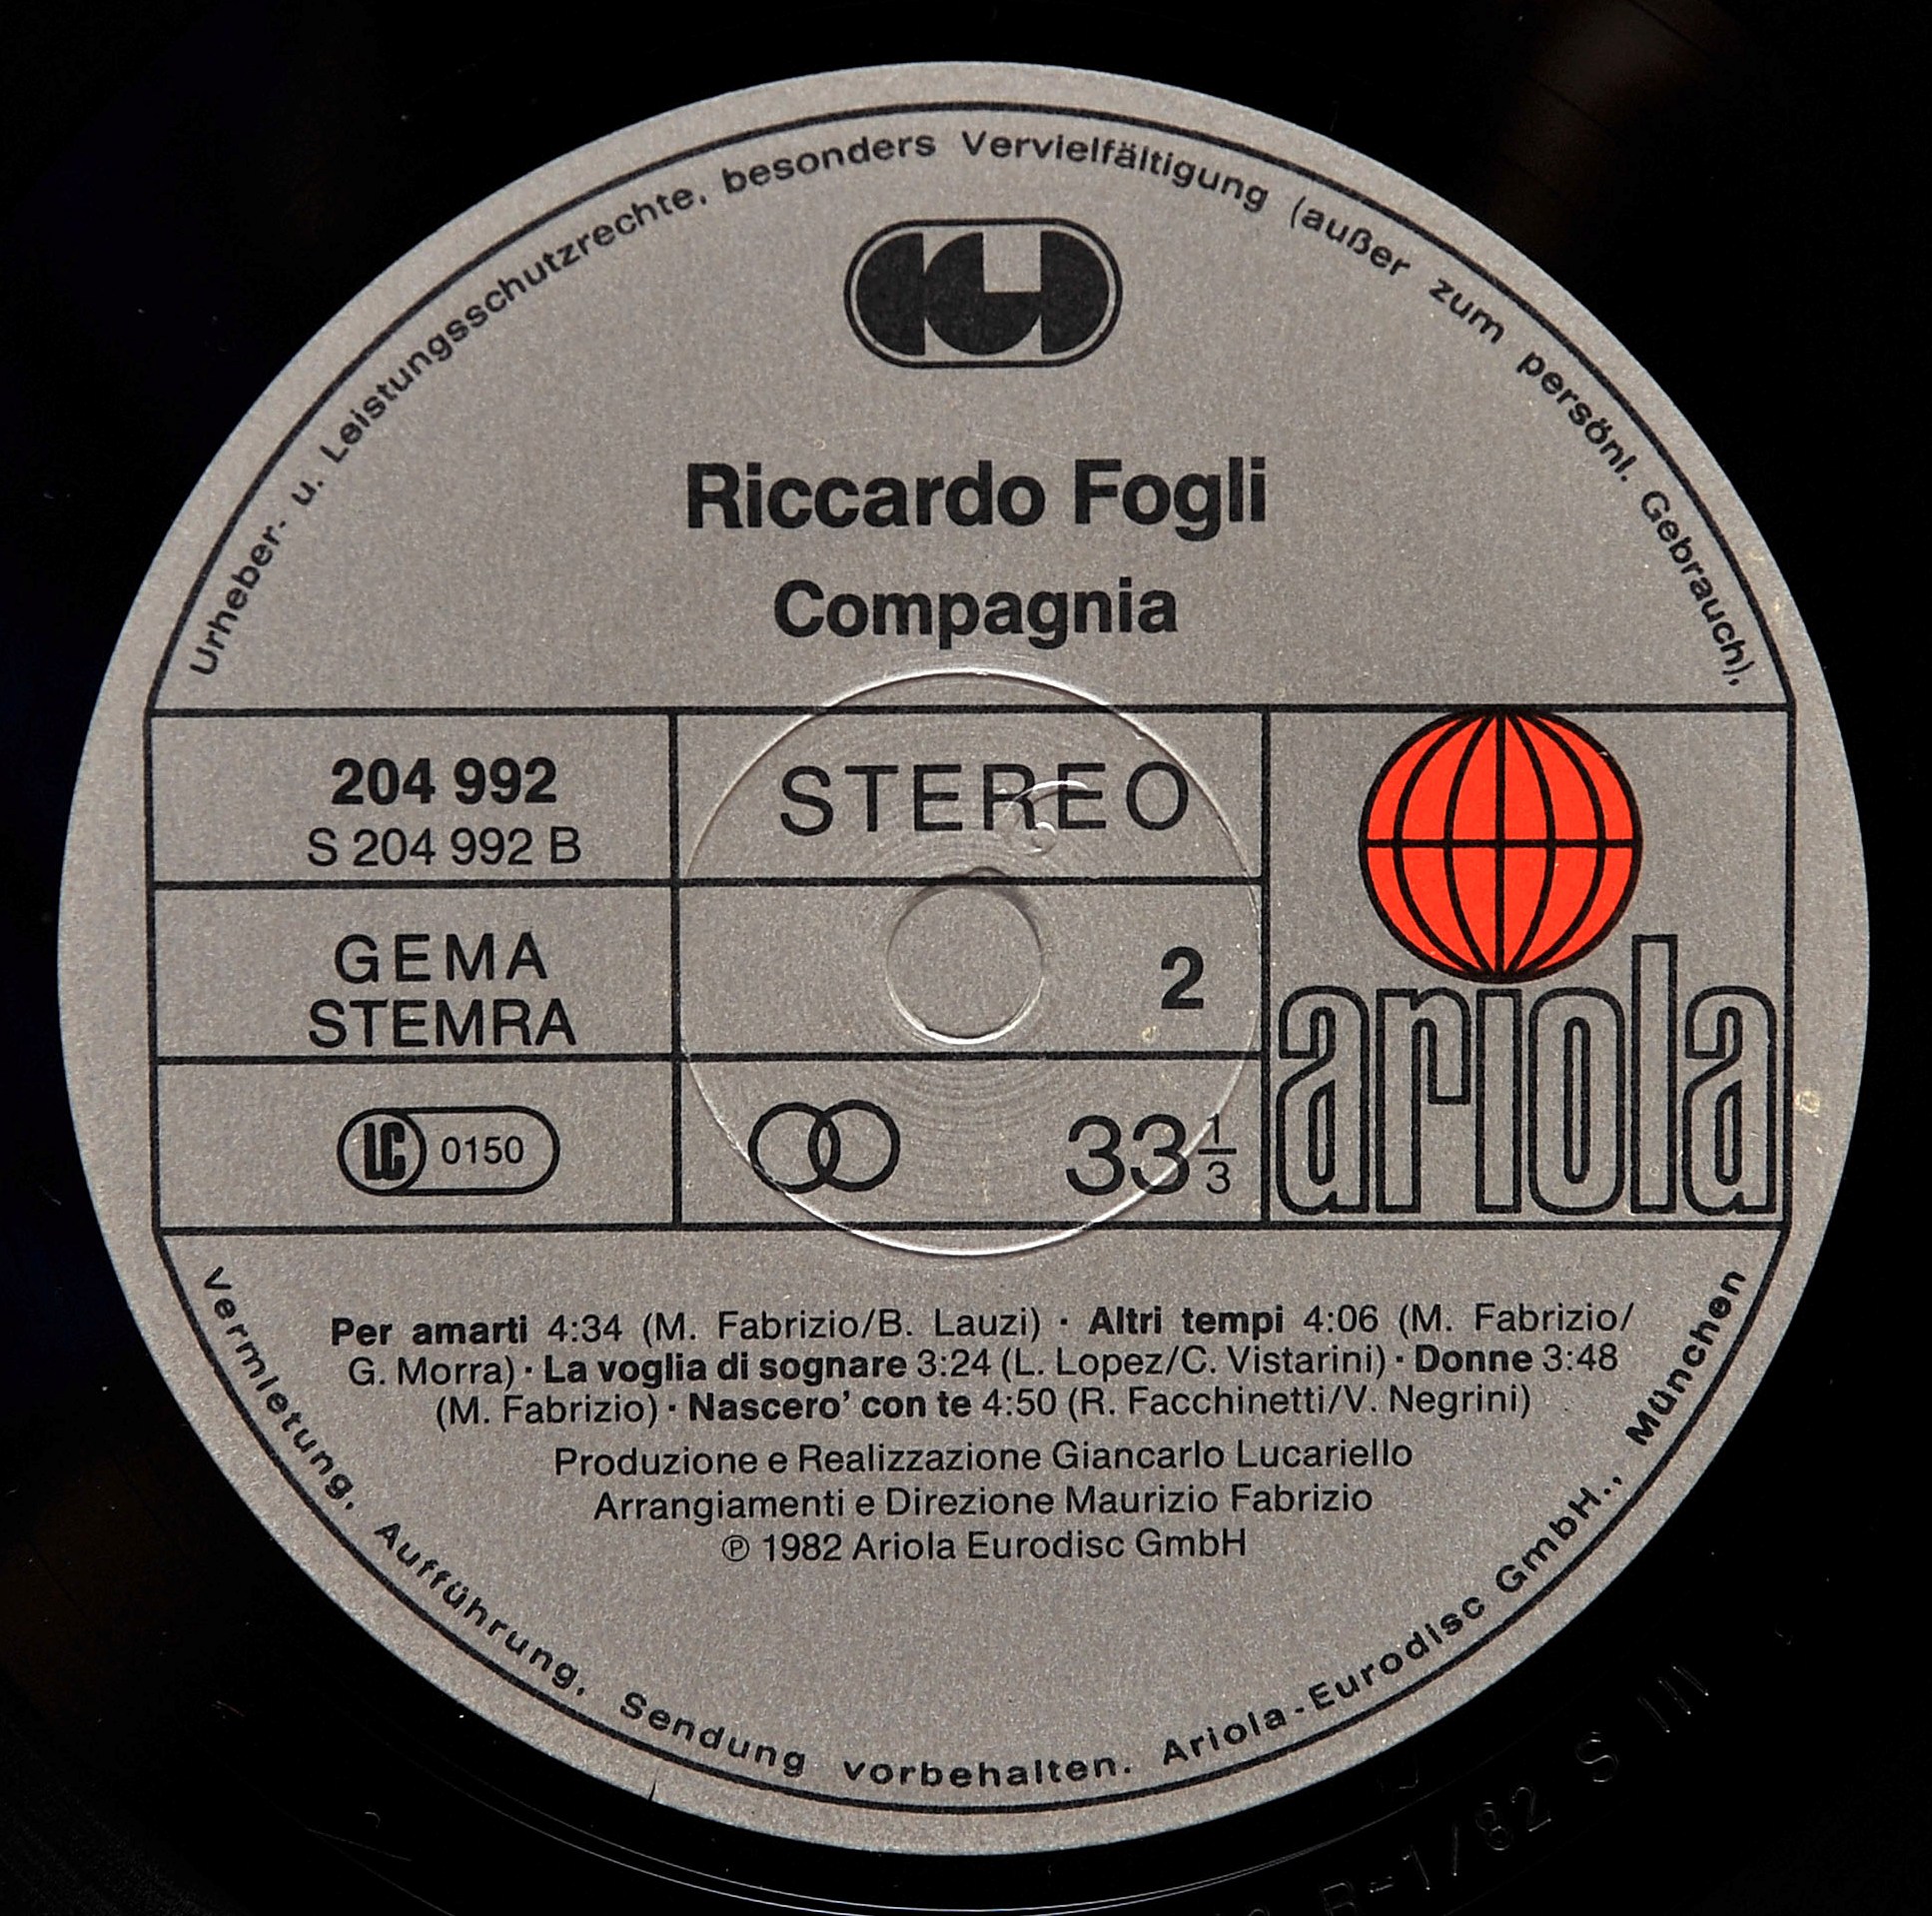 Urheber- u. Leistungsschutzrechte, besonders Vervielfältigung (außer zum persönl. Gebrauch),
Riccardo Fogli
Compagnia
204 992
S 204 992 B
STEREO
GEMA
STEMRA
2
LC 0150
33 1/3
ariola
Per amarti 4:34 (M. Fabrizio/B. Lauzi) · Altri tempi 4:06 (M. Fabrizio/
G. Morra) · La voglia di sognare 3:24 (L. Lopez/C. Vistarini) · Donne 3:48
(M. Fabrizio) · Nascero' con te 4:50 (R. Facchinetti/V. Negrini)
Produzione e Realizzazione Giancarlo Lucariello
Arrangiamenti e Direzione Maurizio Fabrizio
℗ 1982 Ariola Eurodisc GmbH
Vermietung, Aufführung, Sendung vorbehalten. Ariola-Eurodisc GmbH., München
R-1/82 S III